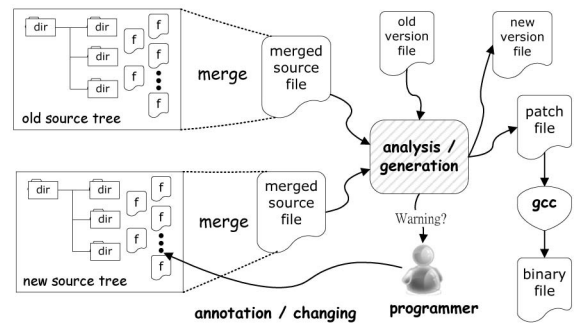 dir
dir
dir
dir
f
f
f
f
f
old source tree
merge
merged
source
file
old
version
file
new
version
file
analysis /
generation
patch
file
gcc
binary
file
dir
dir
dir
dir
f
f
f
f
f
new source tree
merge
merged
source
file
Warning?
programmer
annotation / changing